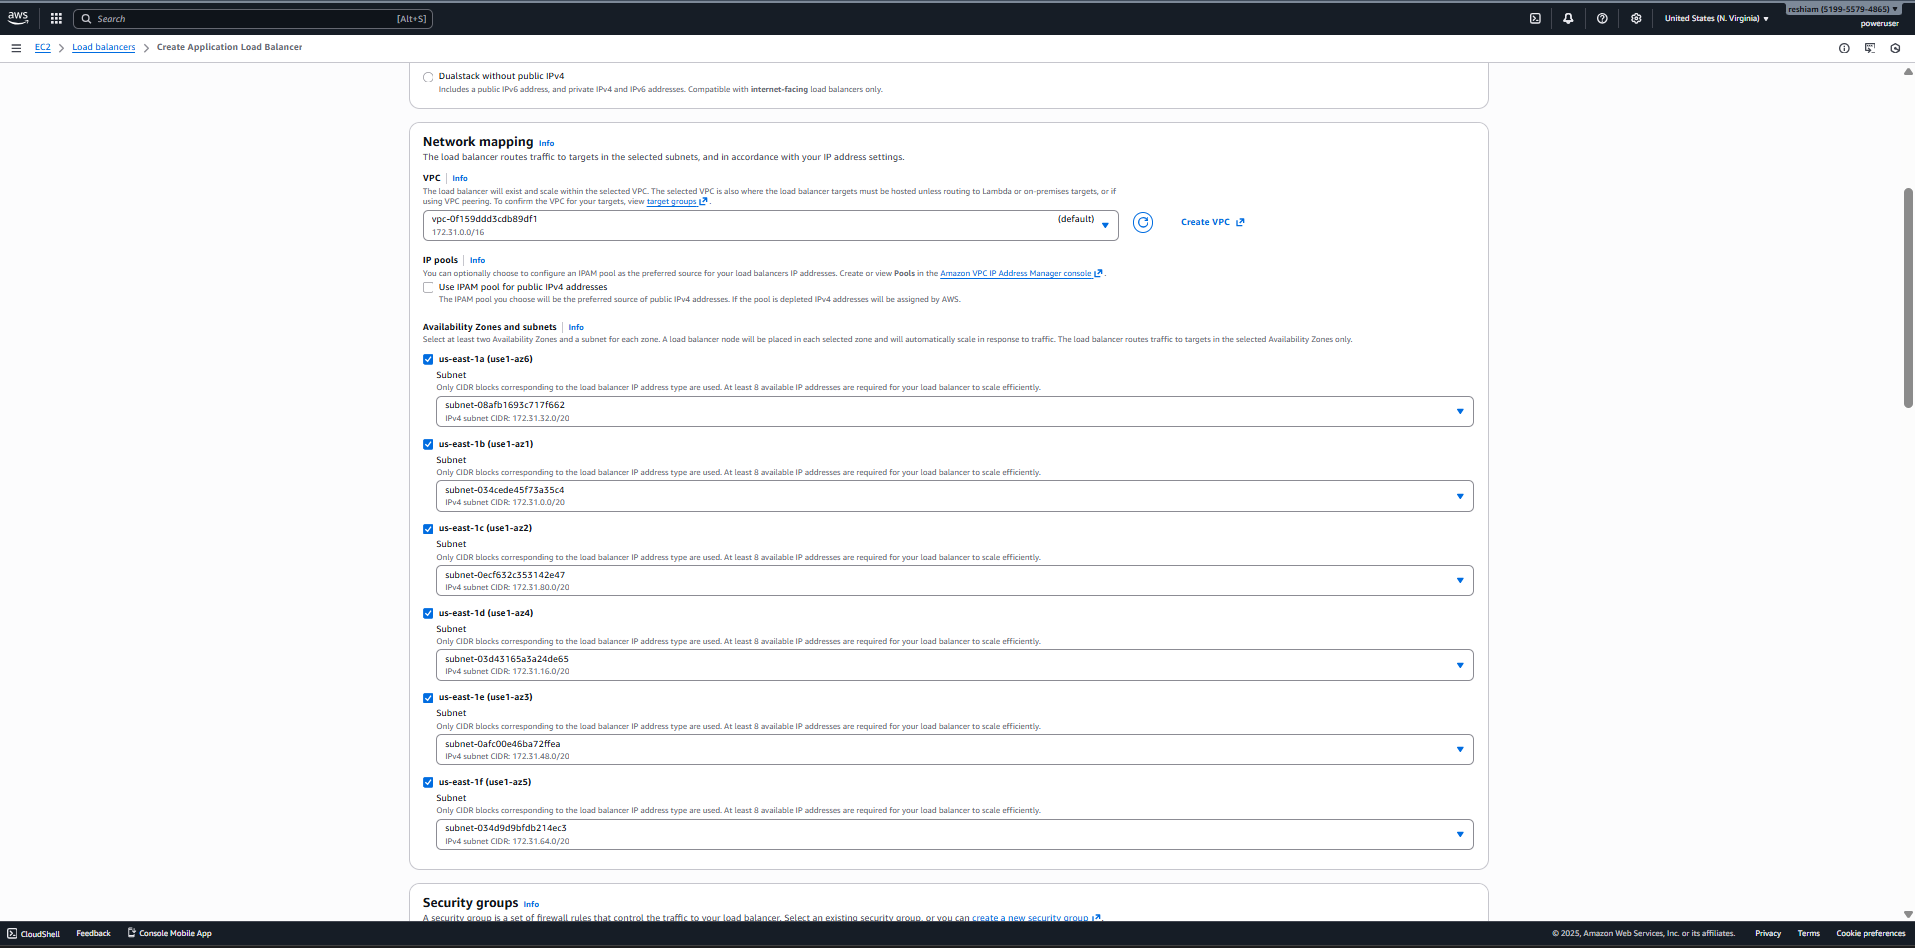 aws
Search [Alt+S]
United States (N. Virginia)
reshiam (5199-5579-4865)
poweruser
EC2 Load balancers Create Application Load Balancer
Dualstack without public IPv4
Includes a public IPv6 address, and private IPv4 and IPv6 addresses. Compatible with internet-facing load balancers only.
Network mapping Info
The load balancer routes traffic to targets in the selected subnets, and in accordance with your IP address settings.
VPC Info
The load balancer will exist and scale within the selected VPC. The selected VPC is also where the load balancer targets must be hosted unless routing to Lambda or on-premises targets, or if
using VPC peering. To confirm the VPC for your targets, view target groups .
vpc-0f159ddd3cdb89df1 (default)
172.31.0.0/16
Create VPC
IP pools Info
You can optionally choose to configure an IPAM pool as the preferred source for your load balancers IP addresses. Create or view Pools in the Amazon VPC IP Address Manager console .
Use IPAM pool for public IPv4 addresses
The IPAM pool you choose will be the preferred source of public IPv4 addresses. If the pool is depleted IPv4 addresses will be assigned by AWS.
Availability Zones and subnets Info
Select at least two Availability Zones and a subnet for each zone. A load balancer node will be placed in each selected zone and will automatically scale in response to traffic. The load balancer routes traffic to targets in the selected Availability Zones only.
us-east-1a (use1-az6)
Subnet
Only CIDR blocks corresponding to the load balancer IP address type are used. At least 8 available IP addresses are required for your load balancer to scale efficiently.
subnet-08afb1693c717f662
IPv4 subnet CIDR: 172.31.32.0/20
us-east-1b (use1-az1)
Subnet
Only CIDR blocks corresponding to the load balancer IP address type are used. At least 8 available IP addresses are required for your load balancer to scale efficiently.
subnet-034cede45f73a35c4
IPv4 subnet CIDR: 172.31.0.0/20
us-east-1c (use1-az2)
Subnet
Only CIDR blocks corresponding to the load balancer IP address type are used. At least 8 available IP addresses are required for your load balancer to scale efficiently.
subnet-0ecf632c353142e47
IPv4 subnet CIDR: 172.31.80.0/20
us-east-1d (use1-az4)
Subnet
Only CIDR blocks corresponding to the load balancer IP address type are used. At least 8 available IP addresses are required for your load balancer to scale efficiently.
subnet-03d43165a3a24de65
IPv4 subnet CIDR: 172.31.16.0/20
us-east-1e (use1-az3)
Subnet
Only CIDR blocks corresponding to the load balancer IP address type are used. At least 8 available IP addresses are required for your load balancer to scale efficiently.
subnet-0afc00e46ba72ffea
IPv4 subnet CIDR: 172.31.48.0/20
us-east-1f (use1-az5)
Subnet
Only CIDR blocks corresponding to the load balancer IP address type are used. At least 8 available IP addresses are required for your load balancer to scale efficiently.
subnet-034d9d9bfdb214ec3
IPv4 subnet CIDR: 172.31.64.0/20
Security groups Info
A security group is a set of firewall rules that control the traffic to your load balancer. Select an existing security group, or you can create a new security group .
CloudShell Feedback Console Mobile App
© 2025, Amazon Web Services, Inc. or its affiliates. Privacy Terms Cookie preferences